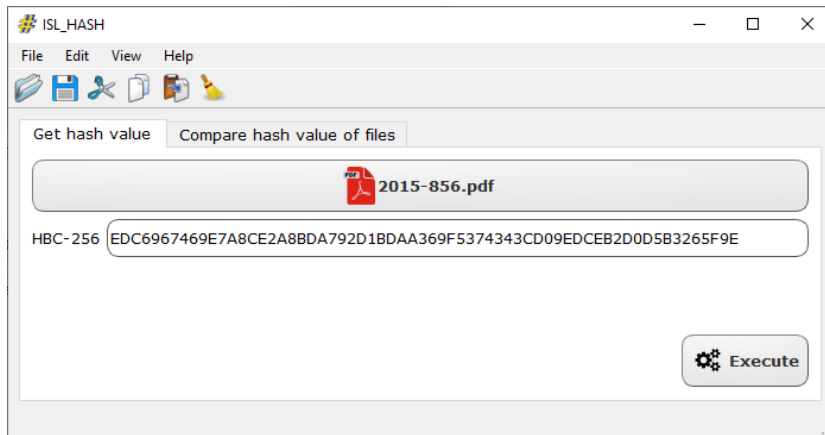 ISL_HASH
File Edit View Help
Get hash value Compare hash value of files
PDF 2015-856.pdf
HBC-256 EDC6967469E7A8CE2A8BDA792D1BDAA369F5374343CD09EDCEB2D0D5B3265F9E
Execute